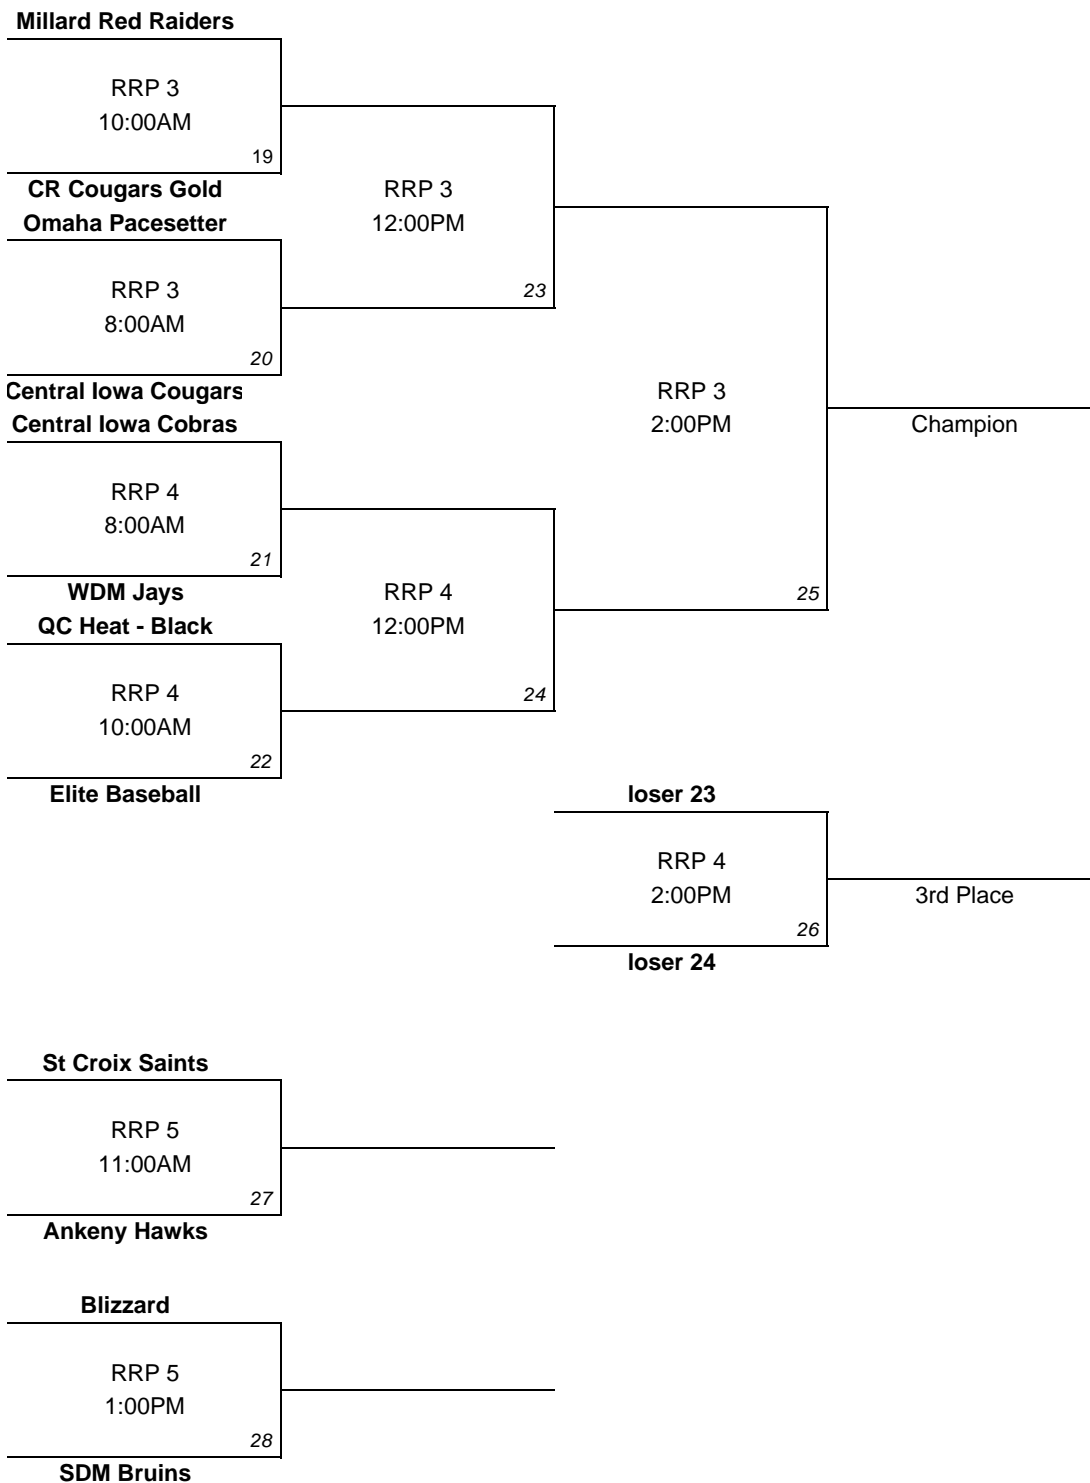 Millard Red Raiders
RRP 3
10:00AM
19
CR Cougars Gold
RRP 3
Omaha Pacesetter
12:00PM
RRP 3
23
8:00AM
20
Central Iowa Cougars
RRP 3
Central Iowa Cobras
2:00PM
Champion
RRP 4
8:00AM
21
WDM Jays
RRP 4
25
QC Heat - Black
12:00PM
RRP 4
24
10:00AM
22
Elite Baseball
loser 23
RRP 4
2:00PM
3rd Place
26
loser 24
St Croix Saints
RRP 5
11:00AM
27
Ankeny Hawks
Blizzard
RRP 5
1:00PM
28
SDM Bruins